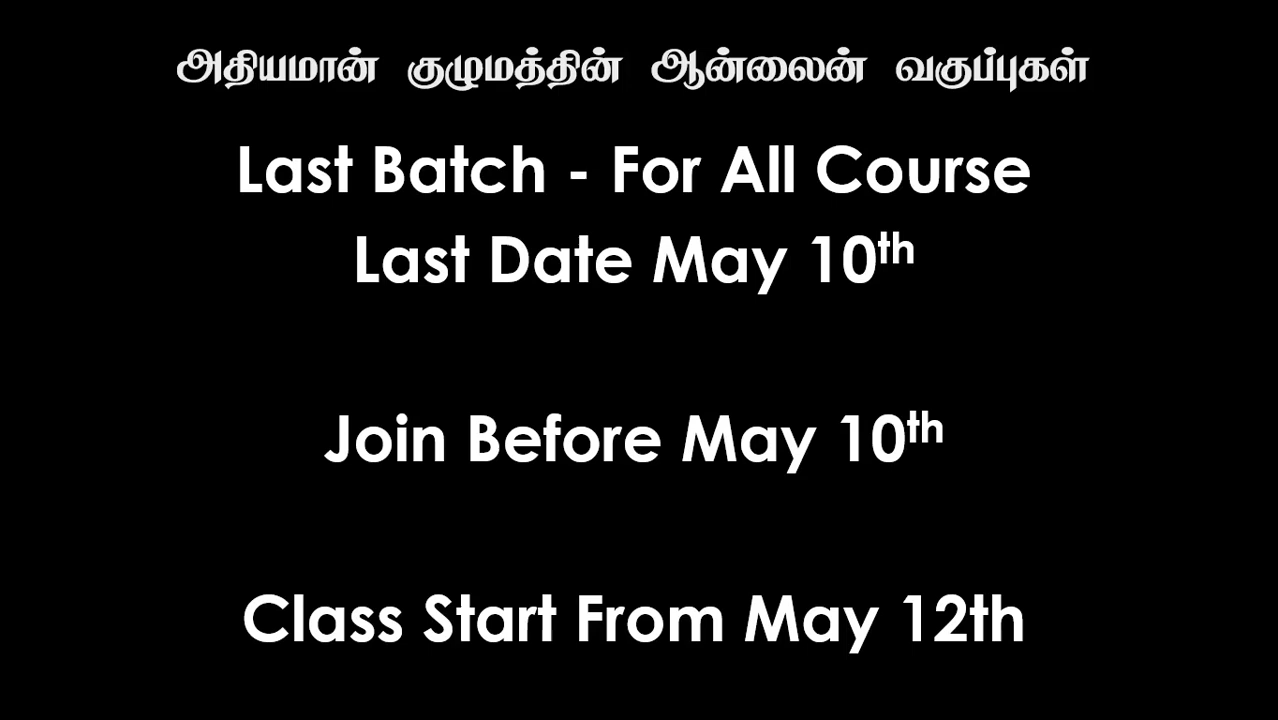 அதியமான் குழுமத்தின் ஆன்லைன் வகுப்புகள்
Last Batch - For All Course
Last Date May 10th
Join Before May 10th
Class Start From May 12th